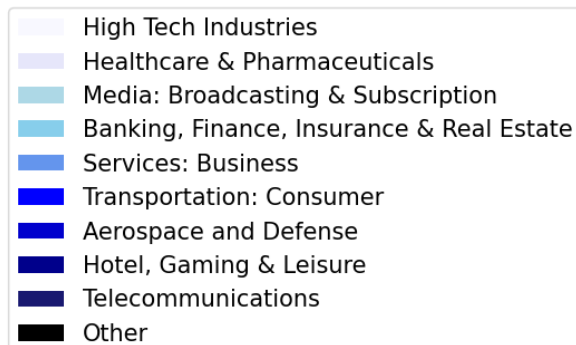 High Tech Industries
Healthcare & Pharmaceuticals
Media: Broadcasting & Subscription
Banking, Finance, Insurance & Real Estate
Services: Business
Transportation: Consumer
Aerospace and Defense
Hotel, Gaming & Leisure
Telecommunications
Other